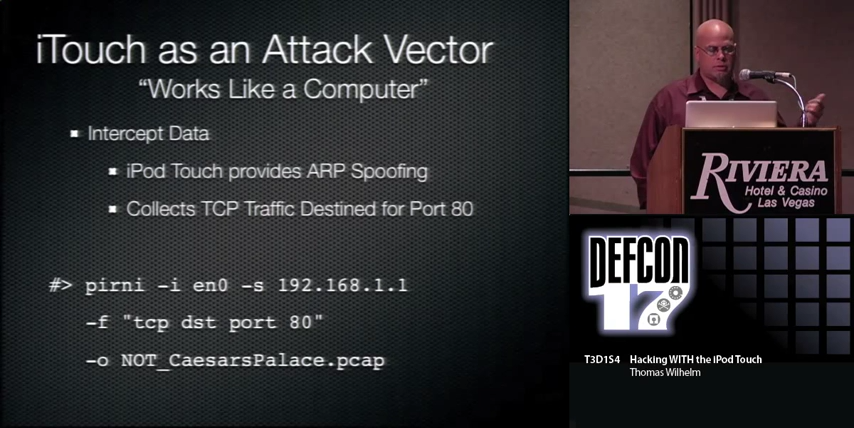 iTouch as an Attack Vector
“Works Like a Computer”
Intercept Data
iPod Touch provides ARP Spoofing
Collects TCP Traffic Destined for Port 80
#> pirni -i en0 -s 192.168.1.1
-f "tcp dst port 80"
-o NOT_CaesarsPalace.pcap
RIVIERA
Hotel & Casino
Las Vegas
DEFCON
17
T3D1S4 Hacking WITH the iPod Touch
Thomas Wilhelm